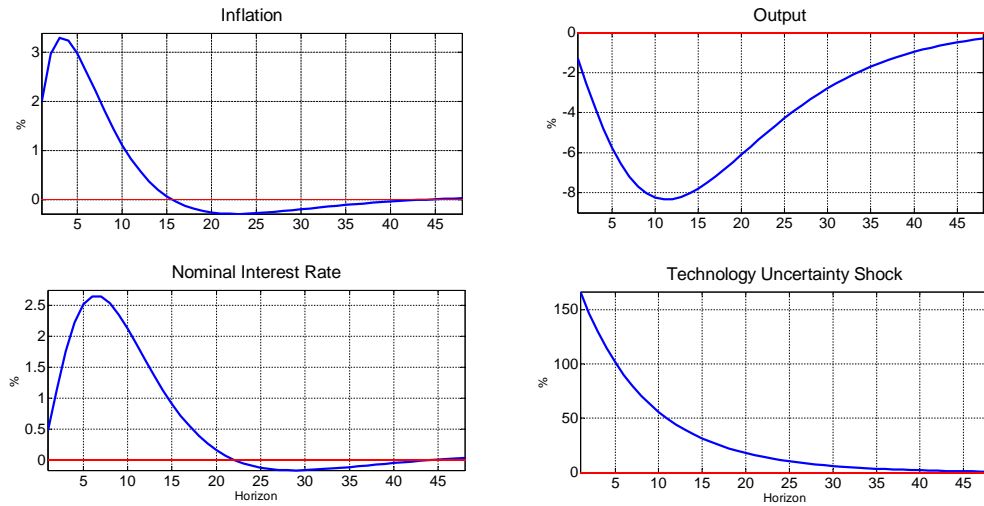 Inflation
%
3
2
1
0
5 10 15 20 25 30 35 40 45
Output
%
0
-2
-4
-6
-8
5 10 15 20 25 30 35 40 45
Nominal Interest Rate
%
2.5
2
1.5
1
0.5
0
5 10 15 20 25 30 35 40 45
Horizon
Technology Uncertainty Shock
%
150
100
50
0
5 10 15 20 25 30 35 40 45
Horizon